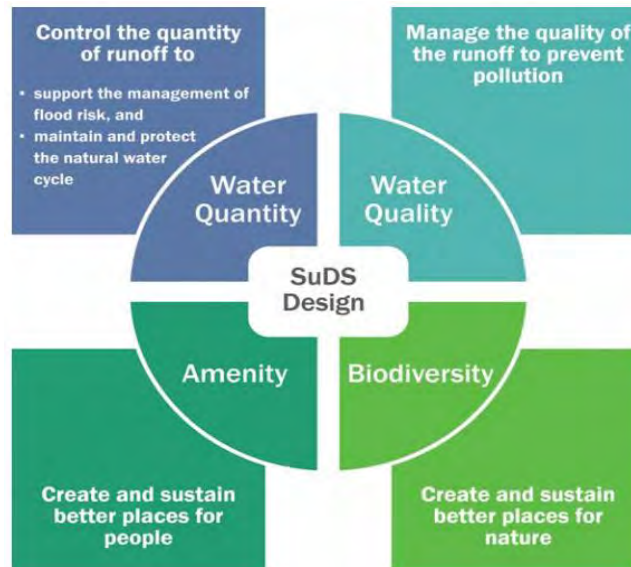 Control the quantity
of runoff to
• support the management of
flood risk, and
• maintain and protect
the natural water
cycle
Manage the quality of
the runoff to prevent
pollution
Water
Quantity
Water
Quality
SuDS
Design
Amenity
Biodiversity
Create and sustain
better places for
people
Create and sustain
better places for
nature